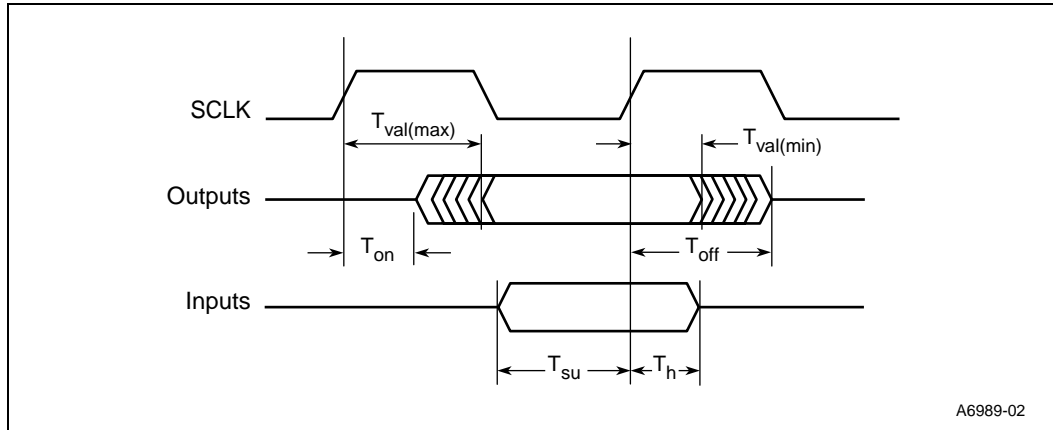 SCLK
Tval(max)
Tval(min)
Outputs
Ton
Toff
Inputs
Tsu
Th
A6989-02